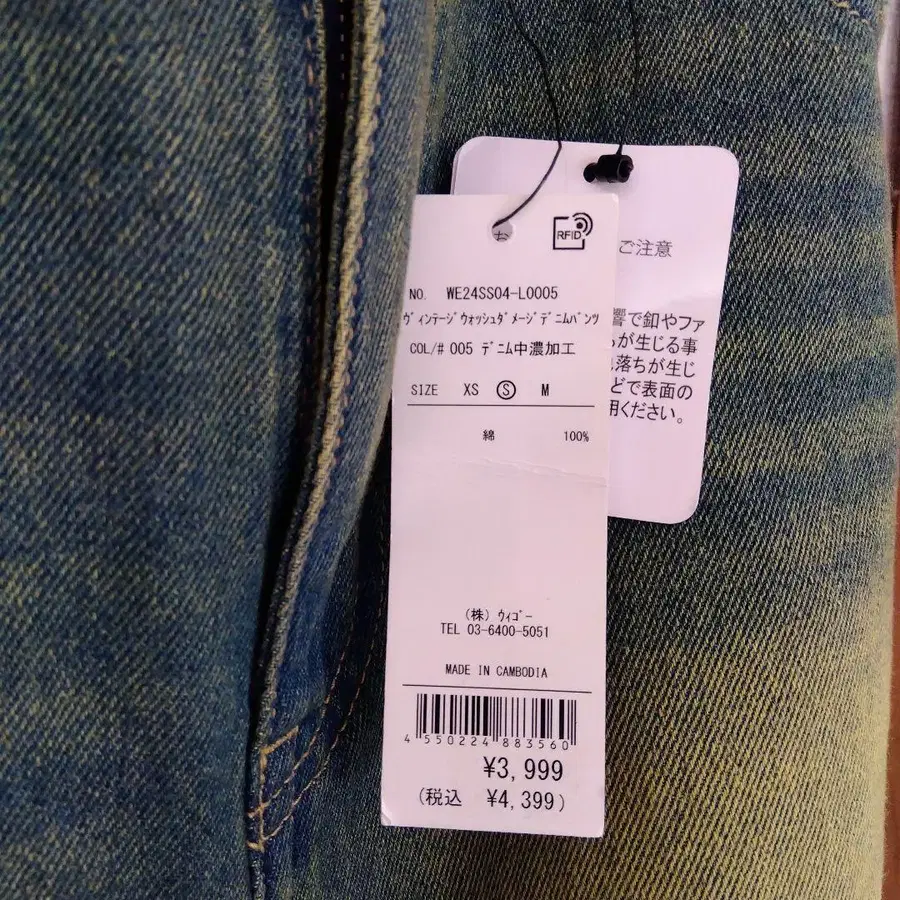 RFID
NO. WE24SS04-L0005
ｳﾞｨﾝﾃｰｼﾞｳｫｯｼｭﾀﾞﾒｰｼﾞﾃﾞﾆﾑﾊﾟﾝﾂ
COL/# 005 ﾃﾞﾆﾑ中濃加工
SIZE XS Ⓢ M
綿 100%
(株) ｳｨｺﾞｰ
TEL 03-6400-5051
MADE IN CAMBODIA
4 550224 883560
¥3,999
(税込 ¥4,399)
ご注意
響で釦やファ
が生じる事
落ちが生じ
どで表面の
用ください。